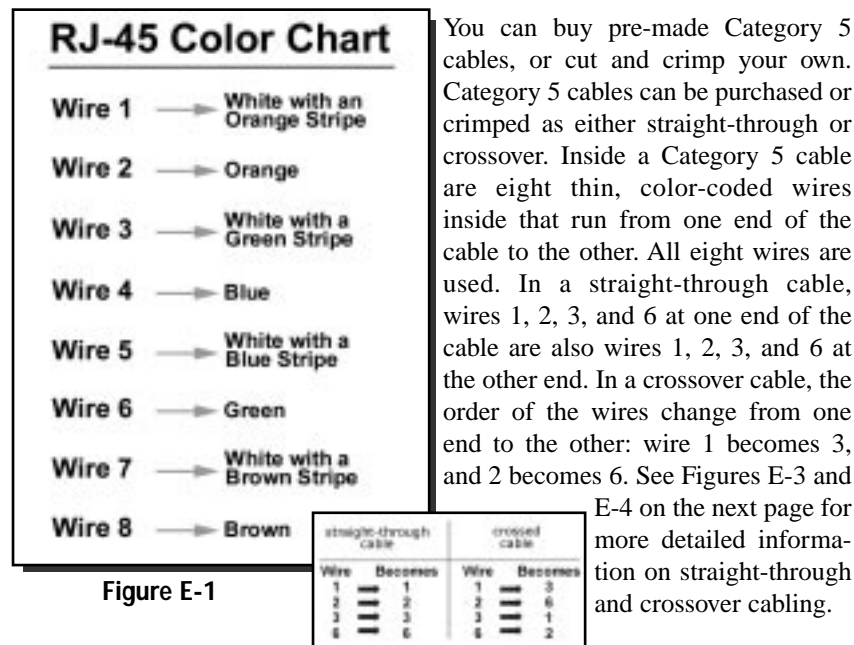 RJ-45 Color Chart
Wire 1 White with an
Orange Stripe
Wire 2 Orange
Wire 3 White with a
Green Stripe
Wire 4 Blue
Wire 5 White with a
Blue Stripe
Wire 6 Green
Wire 7 White with a
Brown Stripe
Wire 8 Brown
Figure E-1
You can buy pre-made Category 5
cables, or cut and crimp your own.
Category 5 cables can be purchased or
crimped as either straight-through or
crossover. Inside a Category 5 cable
are eight thin, color-coded wires
inside that run from one end of the
cable to the other. All eight wires are
used. In a straight-through cable,
wires 1, 2, 3, and 6 at one end of the
cable are also wires 1, 2, 3, and 6 at
the other end. In a crossover cable, the
order of the wires change from one
end to the other: wire 1 becomes 3,
and 2 becomes 6. See Figures E-3 and
E-4 on the next page for
more detailed informa-
tion on straight-through
and crossover cabling.
straight-through
cable
crossed
cable
Wire Becomes Wire Becomes
1 1 1 3
2 2 2 6
3 3 3 1
6 6 6 2